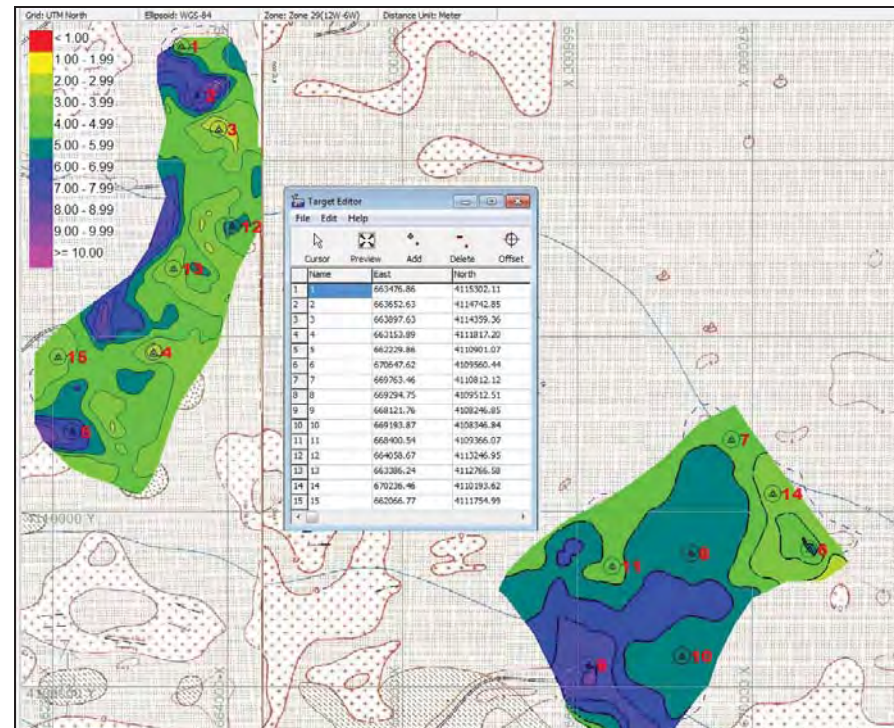 Grid: UTM North Ellipsoid: WGS-84 Zone: Zone 29(12W-6W) Distance Unit: Meter
< 1.00
1.00 - 1.99
2.00 - 2.99
3.00 - 3.99
4.00 - 4.99
5.00 - 5.99
6.00 - 6.99
7.00 - 7.99
8.00 - 8.99
9.00 - 9.99
>= 10.00
1
2
3
12
13
15
4
5
Target Editor
File Edit Help
Cursor Preview Add Delete Offset
Name East North
1 1 663476.86 4115302.11
2 2 663652.63 4114742.85
3 3 663897.63 4114359.36
4 4 663153.89 4111817.20
5 5 662229.86 4110901.07
6 6 670647.62 4109560.44
7 7 669763.46 4110812.12
8 8 669294.75 4109512.51
9 9 668121.76 4108246.85
10 10 669193.87 4108346.84
11 11 668400.54 4109366.07
12 12 664058.67 4113246.95
13 13 663386.24 4112766.58
14 14 670236.46 4110193.62
15 15 662066.77 4111754.99
7
14
6
8
11
9
10
4110000 Y